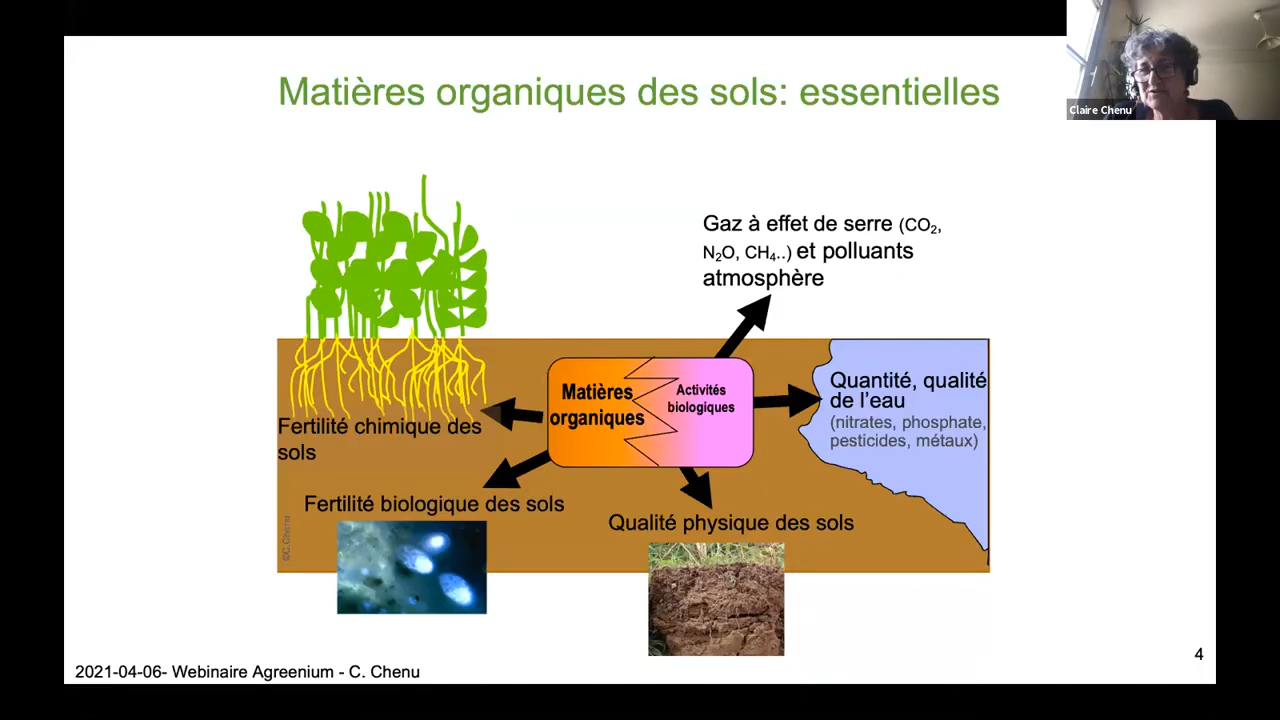 Matières organiques des sols: essentielles
Claire Chenu
Gaz à effet de serre (CO₂,
N₂O, CH₄..) et polluants
atmosphère
Matières
organiques
Activités
biologiques
Quantité, qualité
de l'eau
(nitrates, phosphate,
pesticides, métaux)
Fertilité chimique des
sols
Fertilité biologique des sols
Qualité physique des sols
©C.Chenu
2021-04-06- Webinaire Agreenium - C. Chenu
4